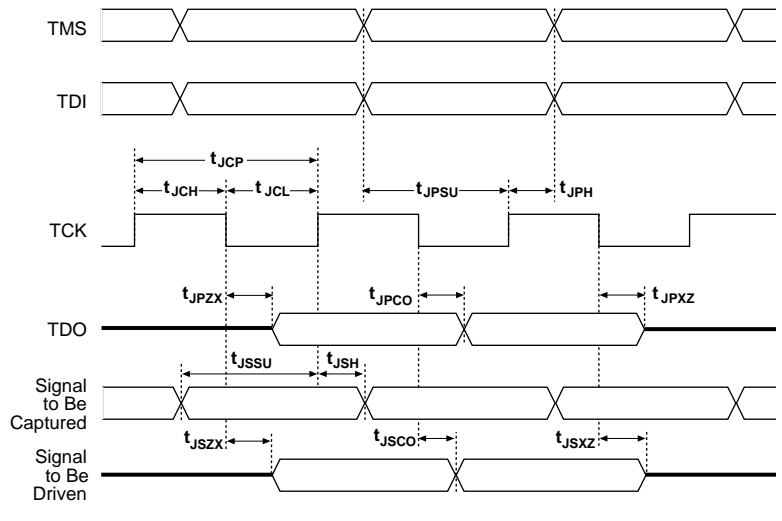 TMS
TDI
tJCP
tJCH
tJCL
tJPSU
tJPH
TCK
tJPZX
tJPCO
tJPXZ
TDO
tJSSU
tJSH
Signal
to Be
Captured
tJSZX
tJSCO
tJSXZ
Signal
to Be
Driven